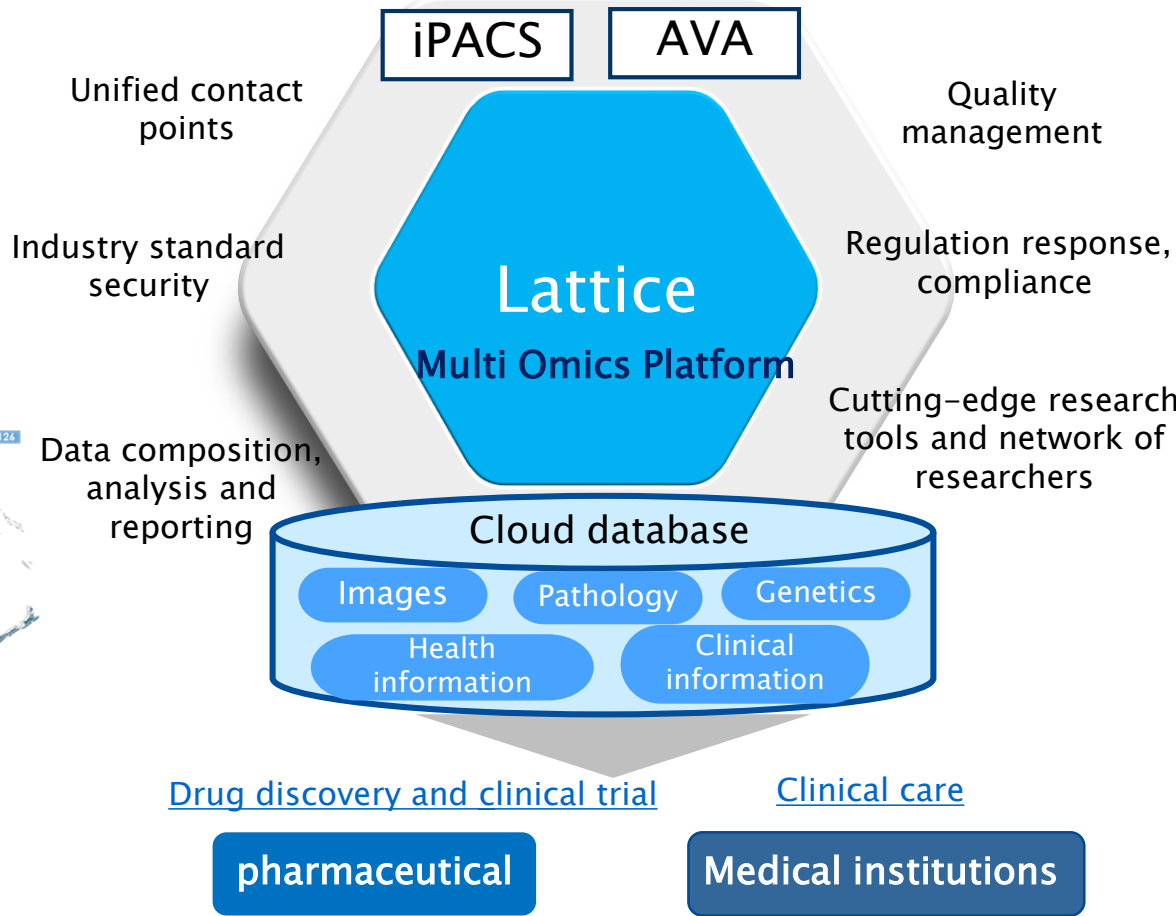 iPACS
AVA
Unified contact
points
Quality
management
Industry standard
security
Regulation response,
compliance
Lattice
Multi Omics Platform
Data composition,
analysis and
reporting
Cutting-edge research
tools and network of
researchers
126
Cloud database
Images
Pathology
Genetics
Health
information
Clinical
information
Drug discovery and clinical trial
Clinical care
pharmaceutical
Medical institutions